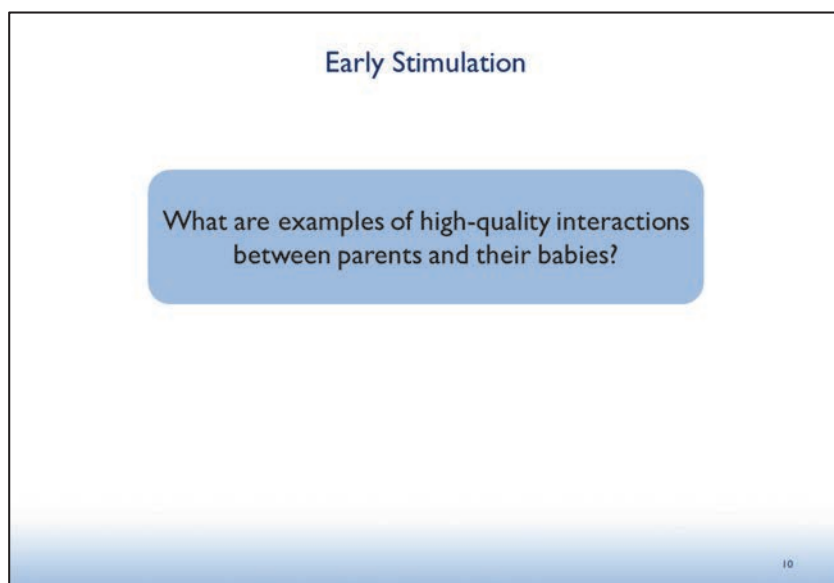 Early Stimulation
What are examples of high-quality interactions
between parents and their babies?
10